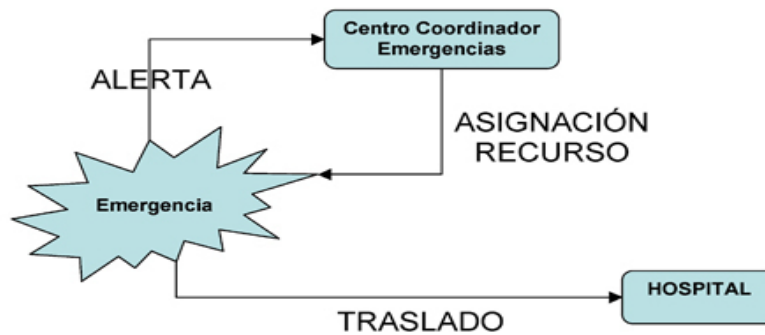 Centro Coordinador
Emergencias
ALERTA
ASIGNACIÓN
RECURSO
Emergencia
HOSPITAL
TRASLADO